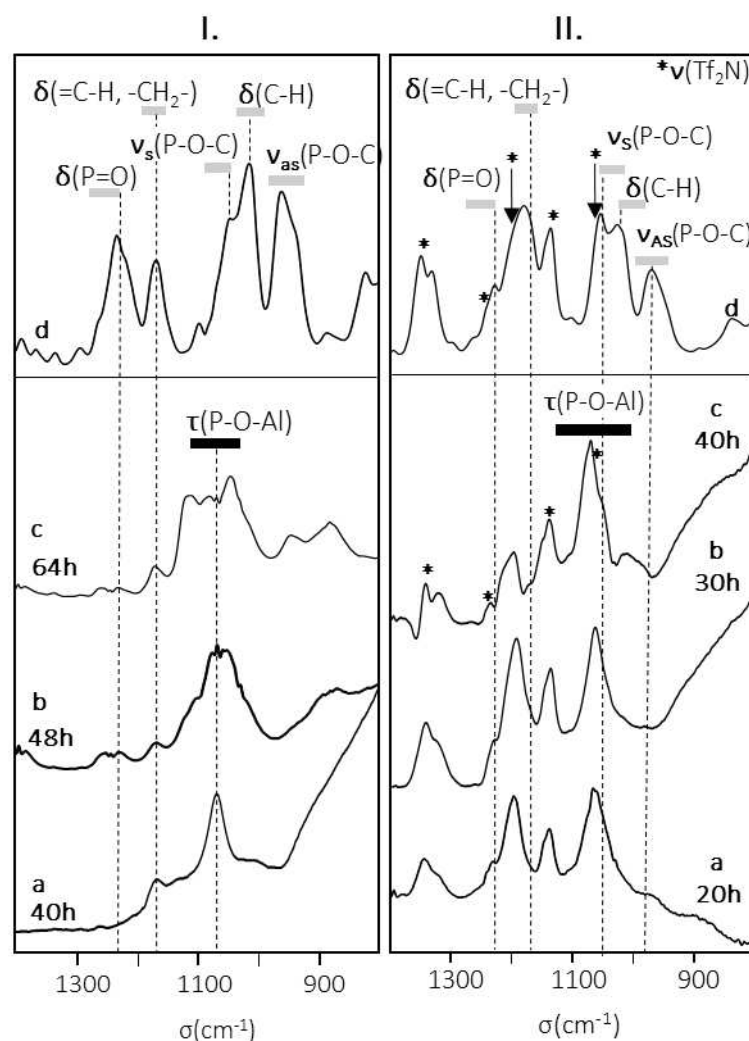 I.
II.
δ(=C-H, -CH₂-)
δ(C-H)
νₛ(P-O-C)
νₐₛ(P-O-C)
δ(P=O)
d
τ(P-O-Al)
c
64h
b
48h
a
40h
1300
1100
900
σ(cm⁻¹)
*ν(Tf₂N)
δ(=C-H, -CH₂-)
νₛ(P-O-C)
*
*
δ(P=O)
δ(C-H)
*
*
ν_AS(P-O-C)
*
d
τ(P-O-Al)
c
40h
*
*
b
30h
*
*
a
20h
1300
1100
900
σ(cm⁻¹)